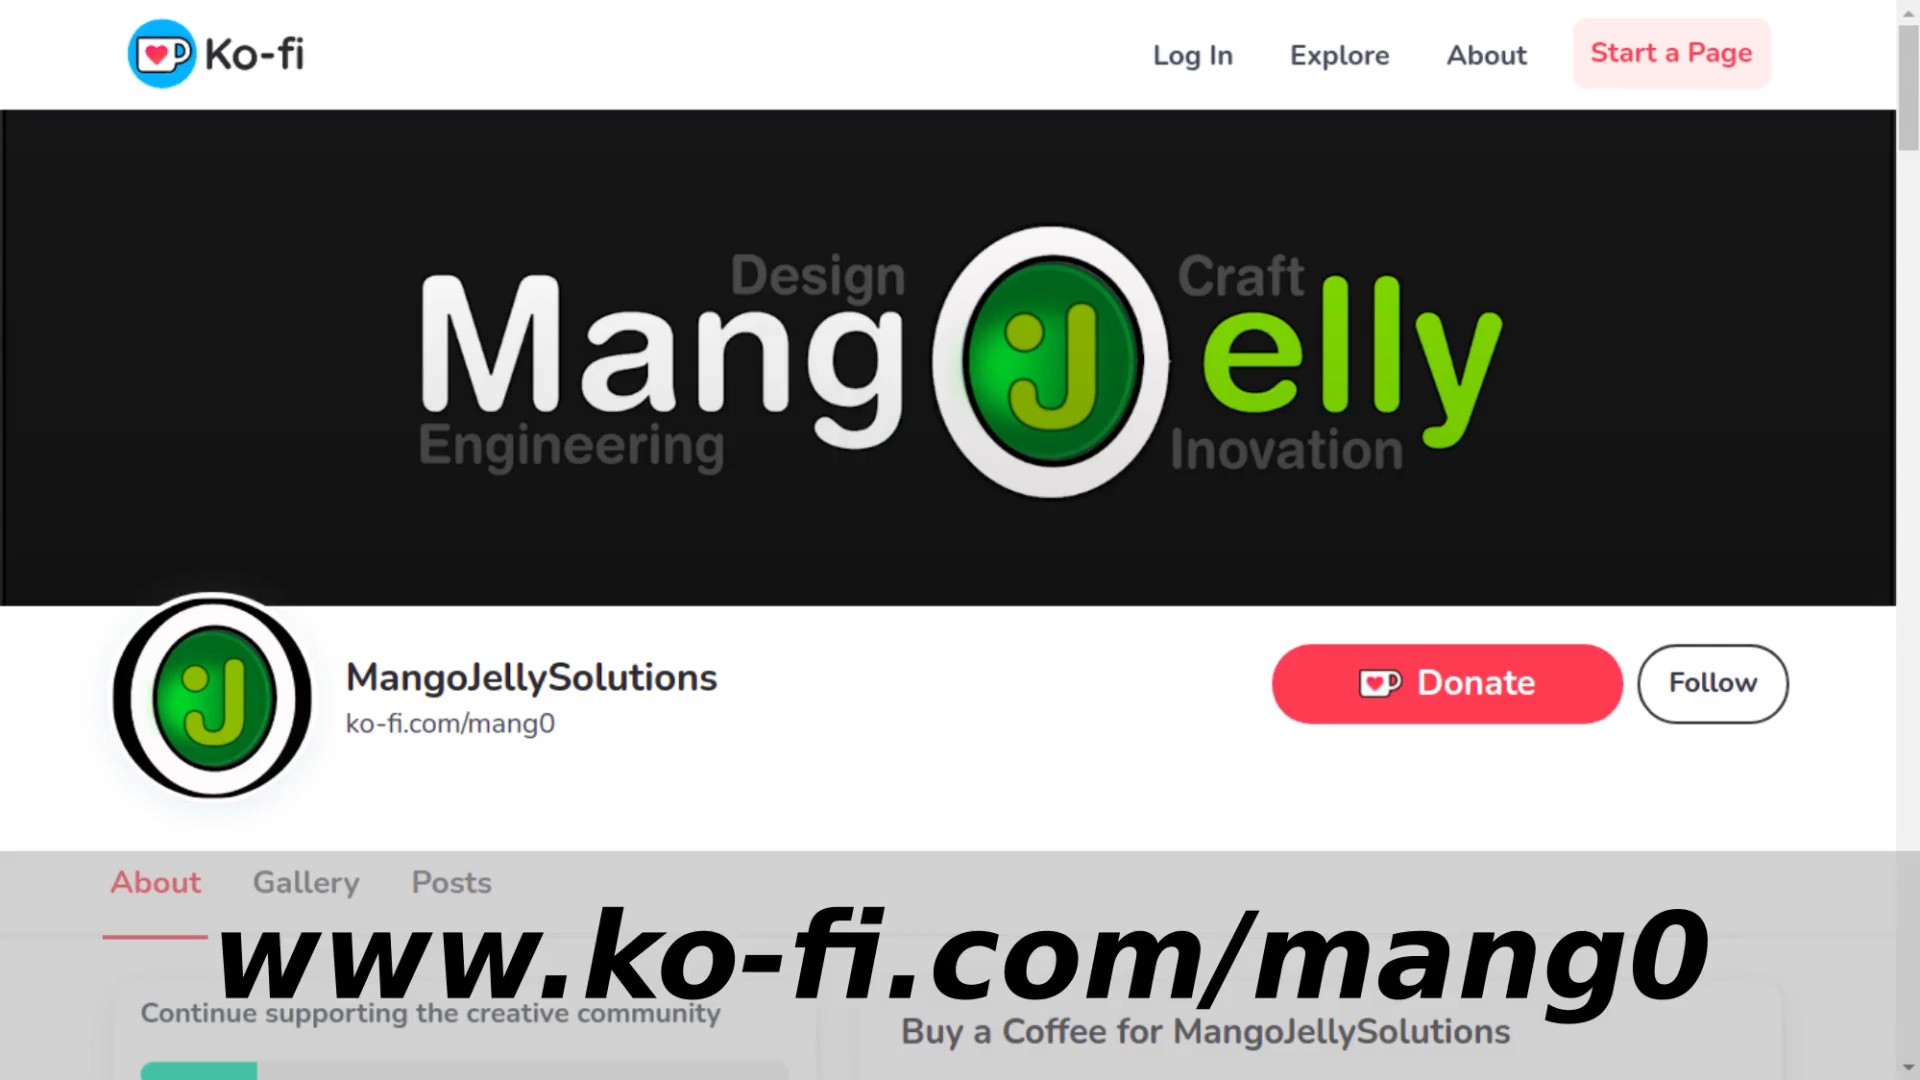 Ko-fi
Log In
Explore
About
Start a Page
Design
Craft
Mang J elly
Engineering
Inovation
J
MangoJellySolutions
ko-fi.com/mang0
Donate
Follow
About
Gallery
Posts
www.ko-fi.com/mang0
Continue supporting the creative community
Buy a Coffee for MangoJellySolutions